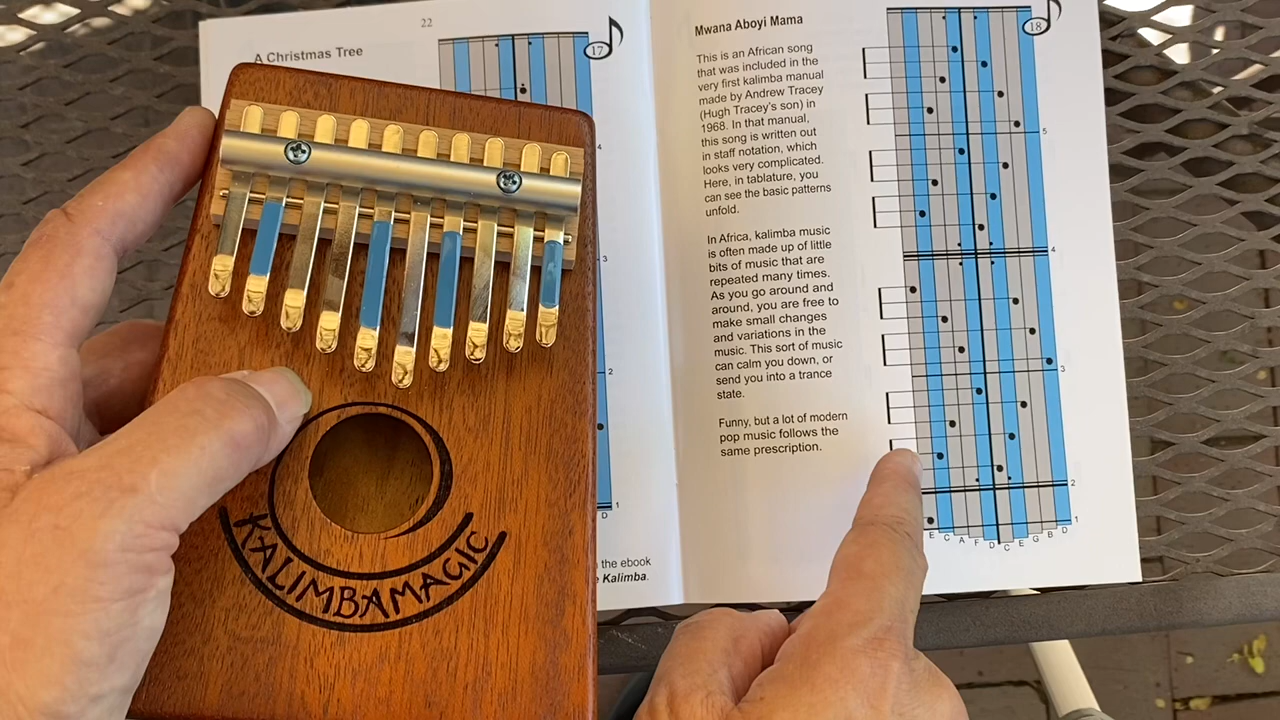 22
A Christmas Tree
17
4
3
2
1
D
n the ebook
e Kalimba.
KALIMBAMAGIC
Mwana Aboyi Mama
This is an African song
that was included in the
very first kalimba manual
made by Andrew Tracey
(Hugh Tracey's son) in
1968. In that manual,
this song is written out
in staff notation, which
looks very complicated.
Here, in tablature, you
can see the basic patterns
unfold.
In Africa, kalimba music
is often made up of little
bits of music that are
repeated many times.
As you go around and
around, you are free to
make small changes
and variations in the
music. This sort of music
can calm you down, or
send you into a trance
state.
Funny, but a lot of modern
pop music follows the
same prescription.
18
5
4
3
2
1
E C A F D C E G B D